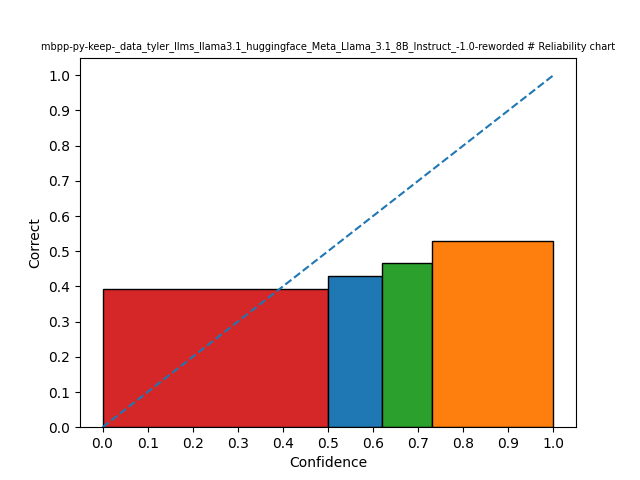 mbpp-py-keep-_data_tyler_llms_llama3.1_huggingface_Meta_Llama_3.1_8B_Instruct_-1.0-reworded # Reliability chart
1.0
0.9
0.8
0.7
0.6
0.5
0.4
0.3
0.2
0.1
0.0
Correct
0.0 0.1 0.2 0.3 0.4 0.5 0.6 0.7 0.8 0.9 1.0
Confidence